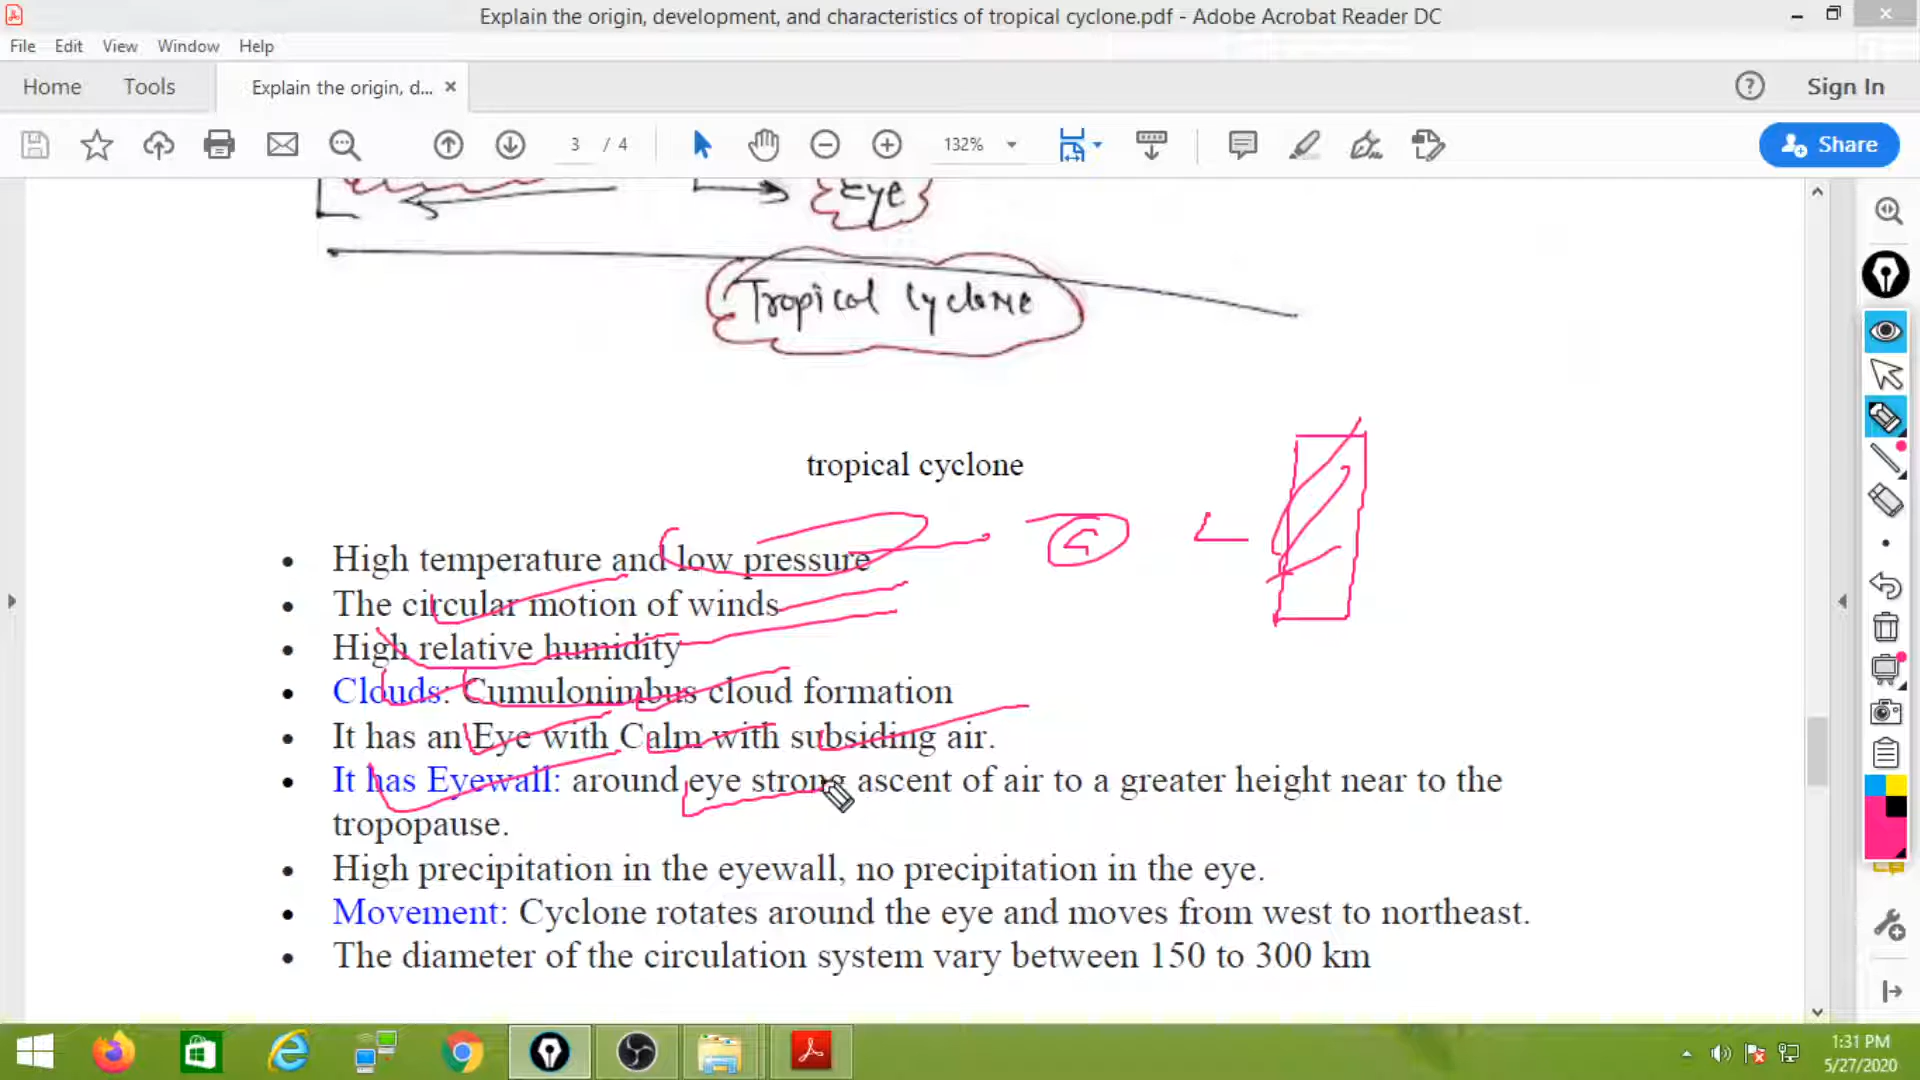 Explain the origin, development, and characteristics of tropical cyclone.pdf - Adobe Acrobat Reader DC
File Edit View Window Help
Home Tools Explain the origin, d... Sign In
3 / 4 132% Share
Eye
Tropical Cyclone
tropical cyclone
• High temperature and low pressure
• The circular motion of winds
• High relative humidity
• Clouds: Cumulonimbus cloud formation
• It has an Eye with Calm with subsiding air.
• It has Eyewall: around eye strong ascent of air to a greater height near to the
tropopause.
• High precipitation in the eyewall, no precipitation in the eye.
• Movement: Cyclone rotates around the eye and moves from west to northeast.
• The diameter of the circulation system vary between 150 to 300 km
1:31 PM
5/27/2020